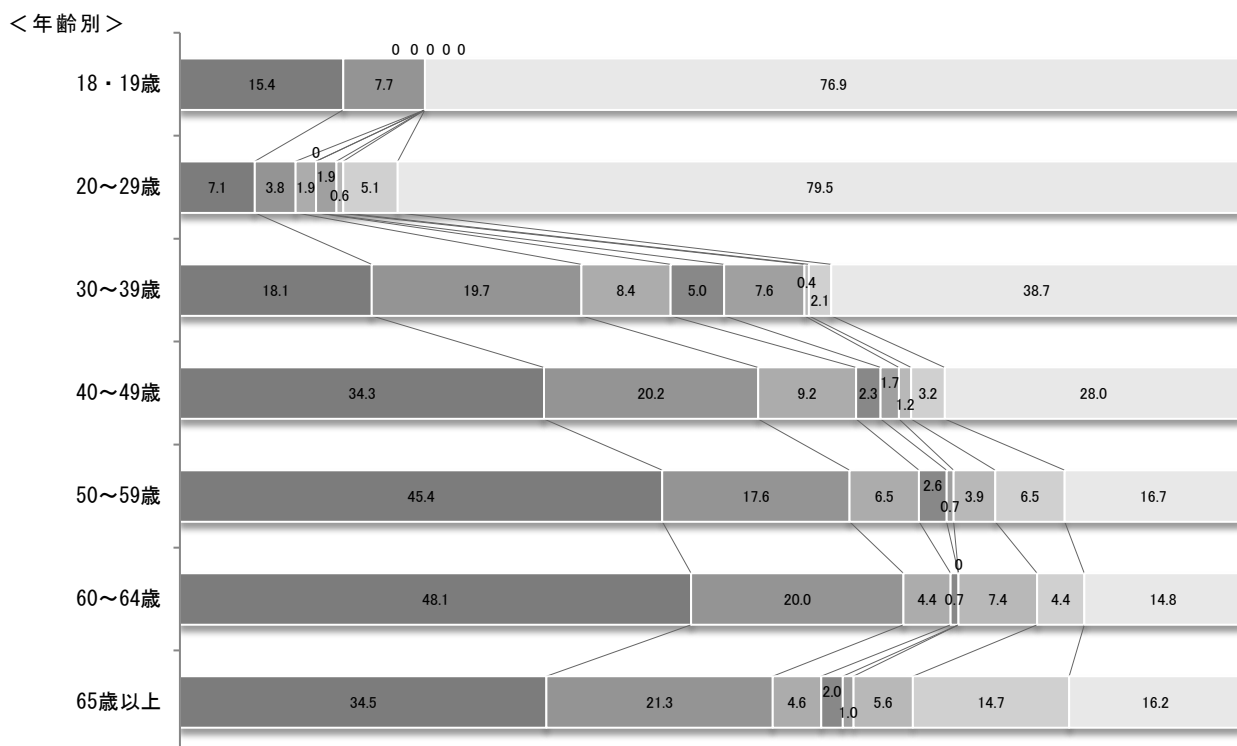 ＜年齢別＞
0 0 0 0 0
18・19歳 15.4 7.7 76.9
0
20～29歳 7.1 3.8 1.9 1.9 0.6 5.1 79.5
30～39歳 18.1 19.7 8.4 5.0 7.6 0.4 2.1 38.7
40～49歳 34.3 20.2 9.2 2.3 1.7 1.2 3.2 28.0
50～59歳 45.4 17.6 6.5 2.6 0.7 3.9 6.5 16.7
0
60～64歳 48.1 20.0 4.4 0.7 7.4 4.4 14.8
65歳以上 34.5 21.3 4.6 2.0 1.0 5.6 14.7 16.2